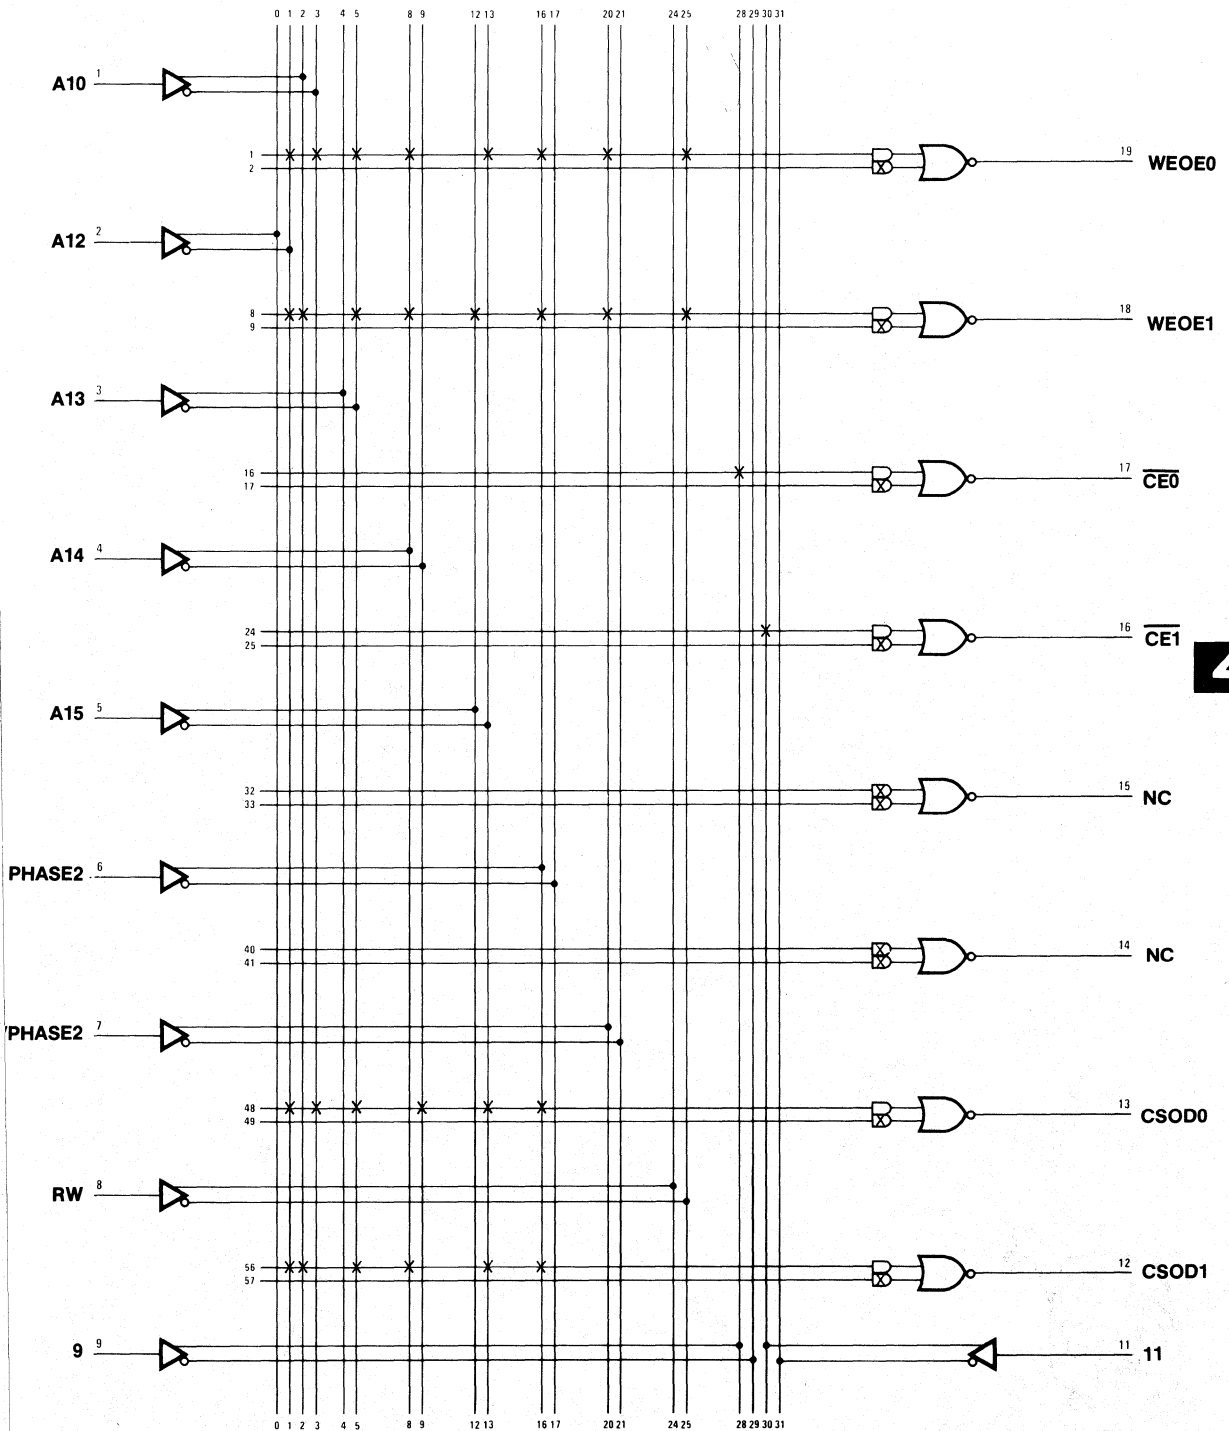 0 1 2 3 4 5 8 9 12 13 16 17 20 21 24 25 28 29 30 31
A10 1
1
2
19 WEOE0
A12 2
8
9
18 WEOE1
A13 3
16
17
17 CE0
A14 4
24
25
16 CE1
A15 5
32
33
15 NC
PHASE2 6
40
41
14 NC
/PHASE2 7
48
49
13 CSOD0
RW 8
56
57
12 CSOD1
9 9
11 11
0 1 2 3 4 5 8 9 12 13 16 17 20 21 24 25 28 29 30 31